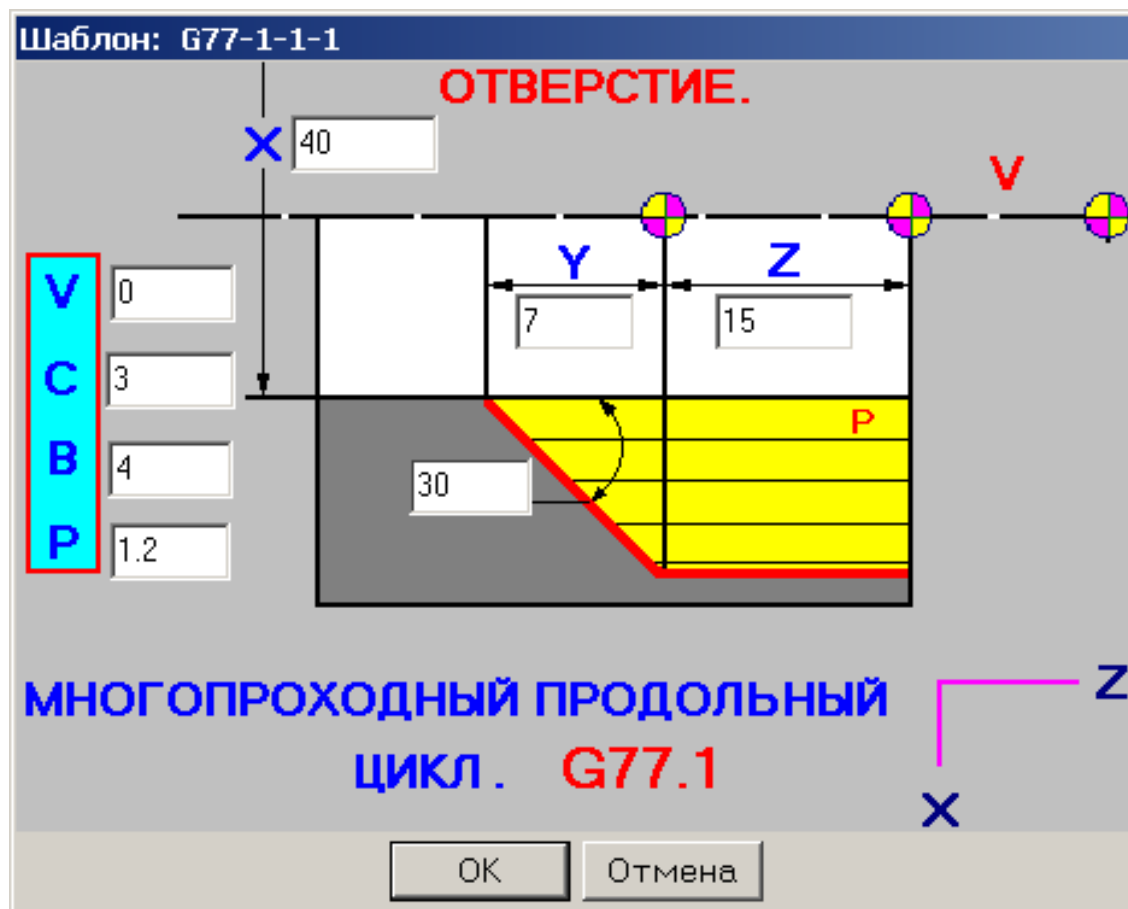 Шаблон: G77-1-1-1
ОТВЕРСТИЕ.
X 40
V
Y Z
7 15
V 0
C 3
B 4
P 1.2
P
30
МНОГОПРОХОДНЫЙ ПРОДОЛЬНЫЙ
ЦИКЛ. G77.1
Z
X
OK Отмена